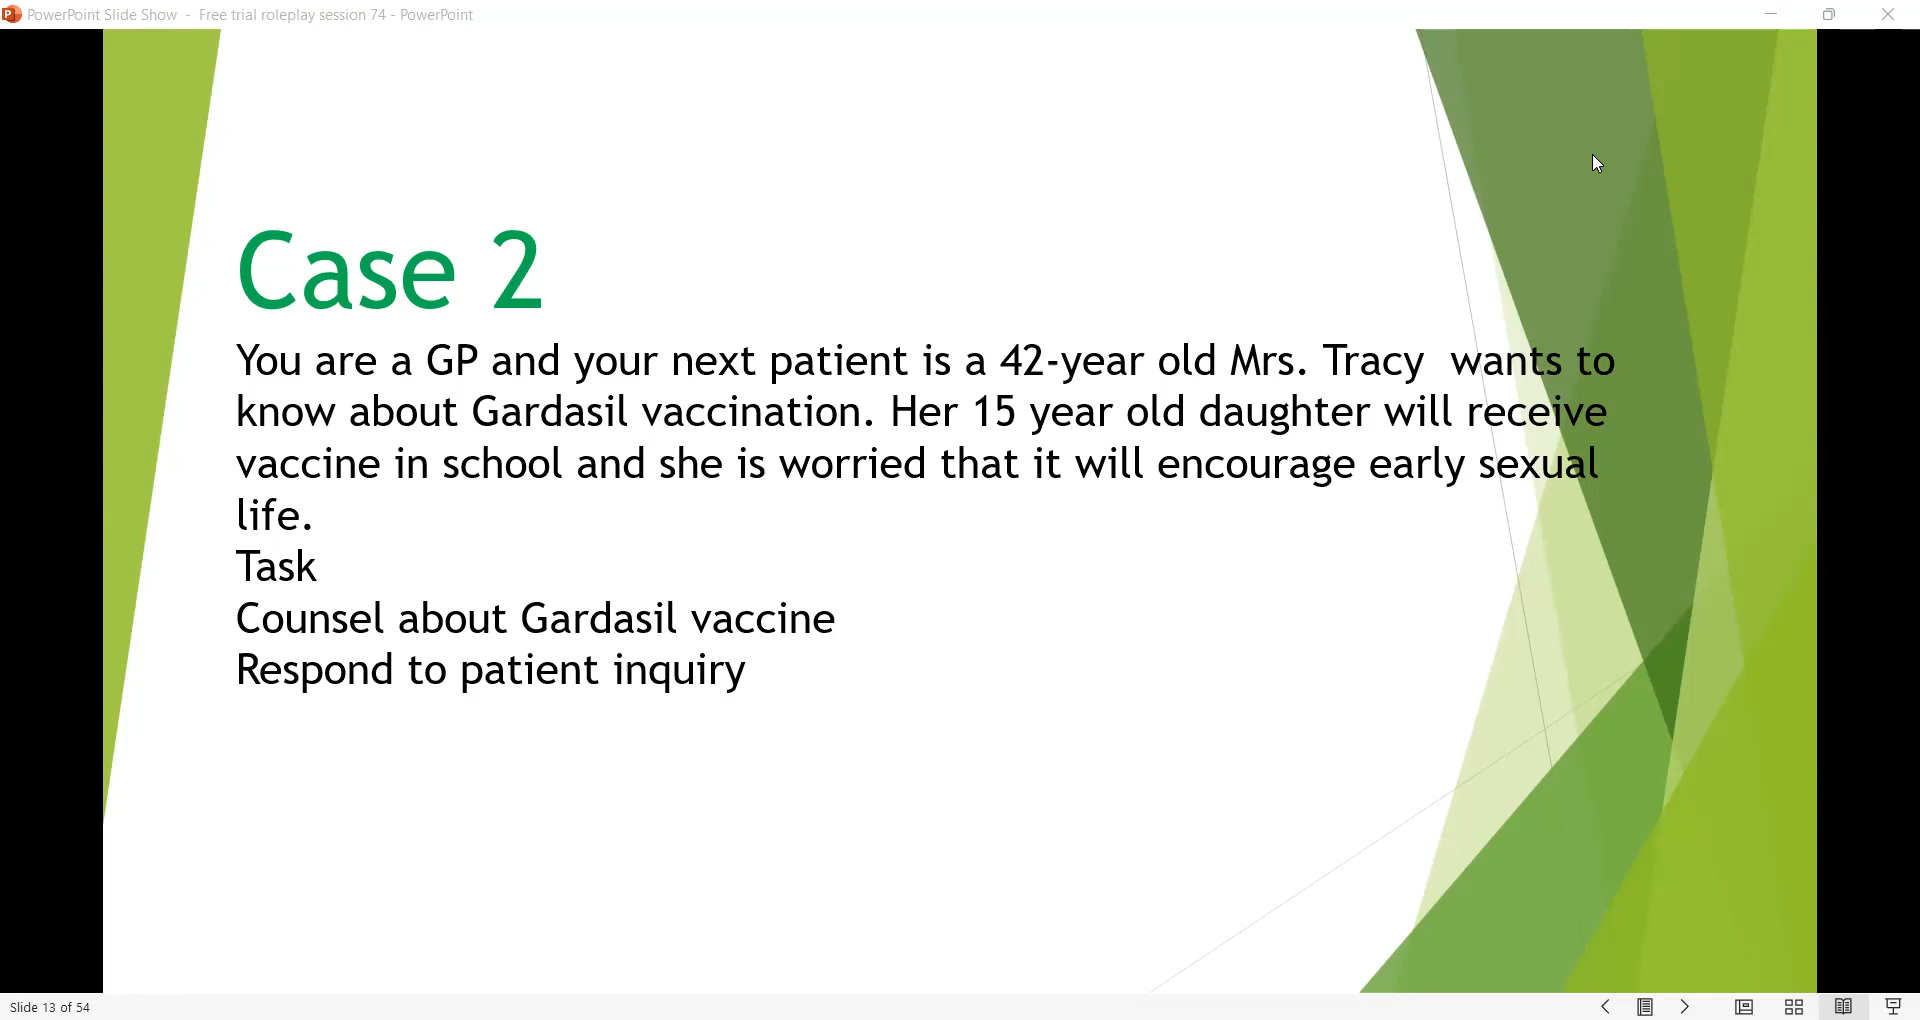 PowerPoint Slide Show - Free trial roleplay session 74 - PowerPoint
Case 2
You are a GP and your next patient is a 42-year old Mrs. Tracy wants to
know about Gardasil vaccination. Her 15 year old daughter will receive
vaccine in school and she is worried that it will encourage early sexual
life.
Task
Counsel about Gardasil vaccine
Respond to patient inquiry
Slide 13 of 54